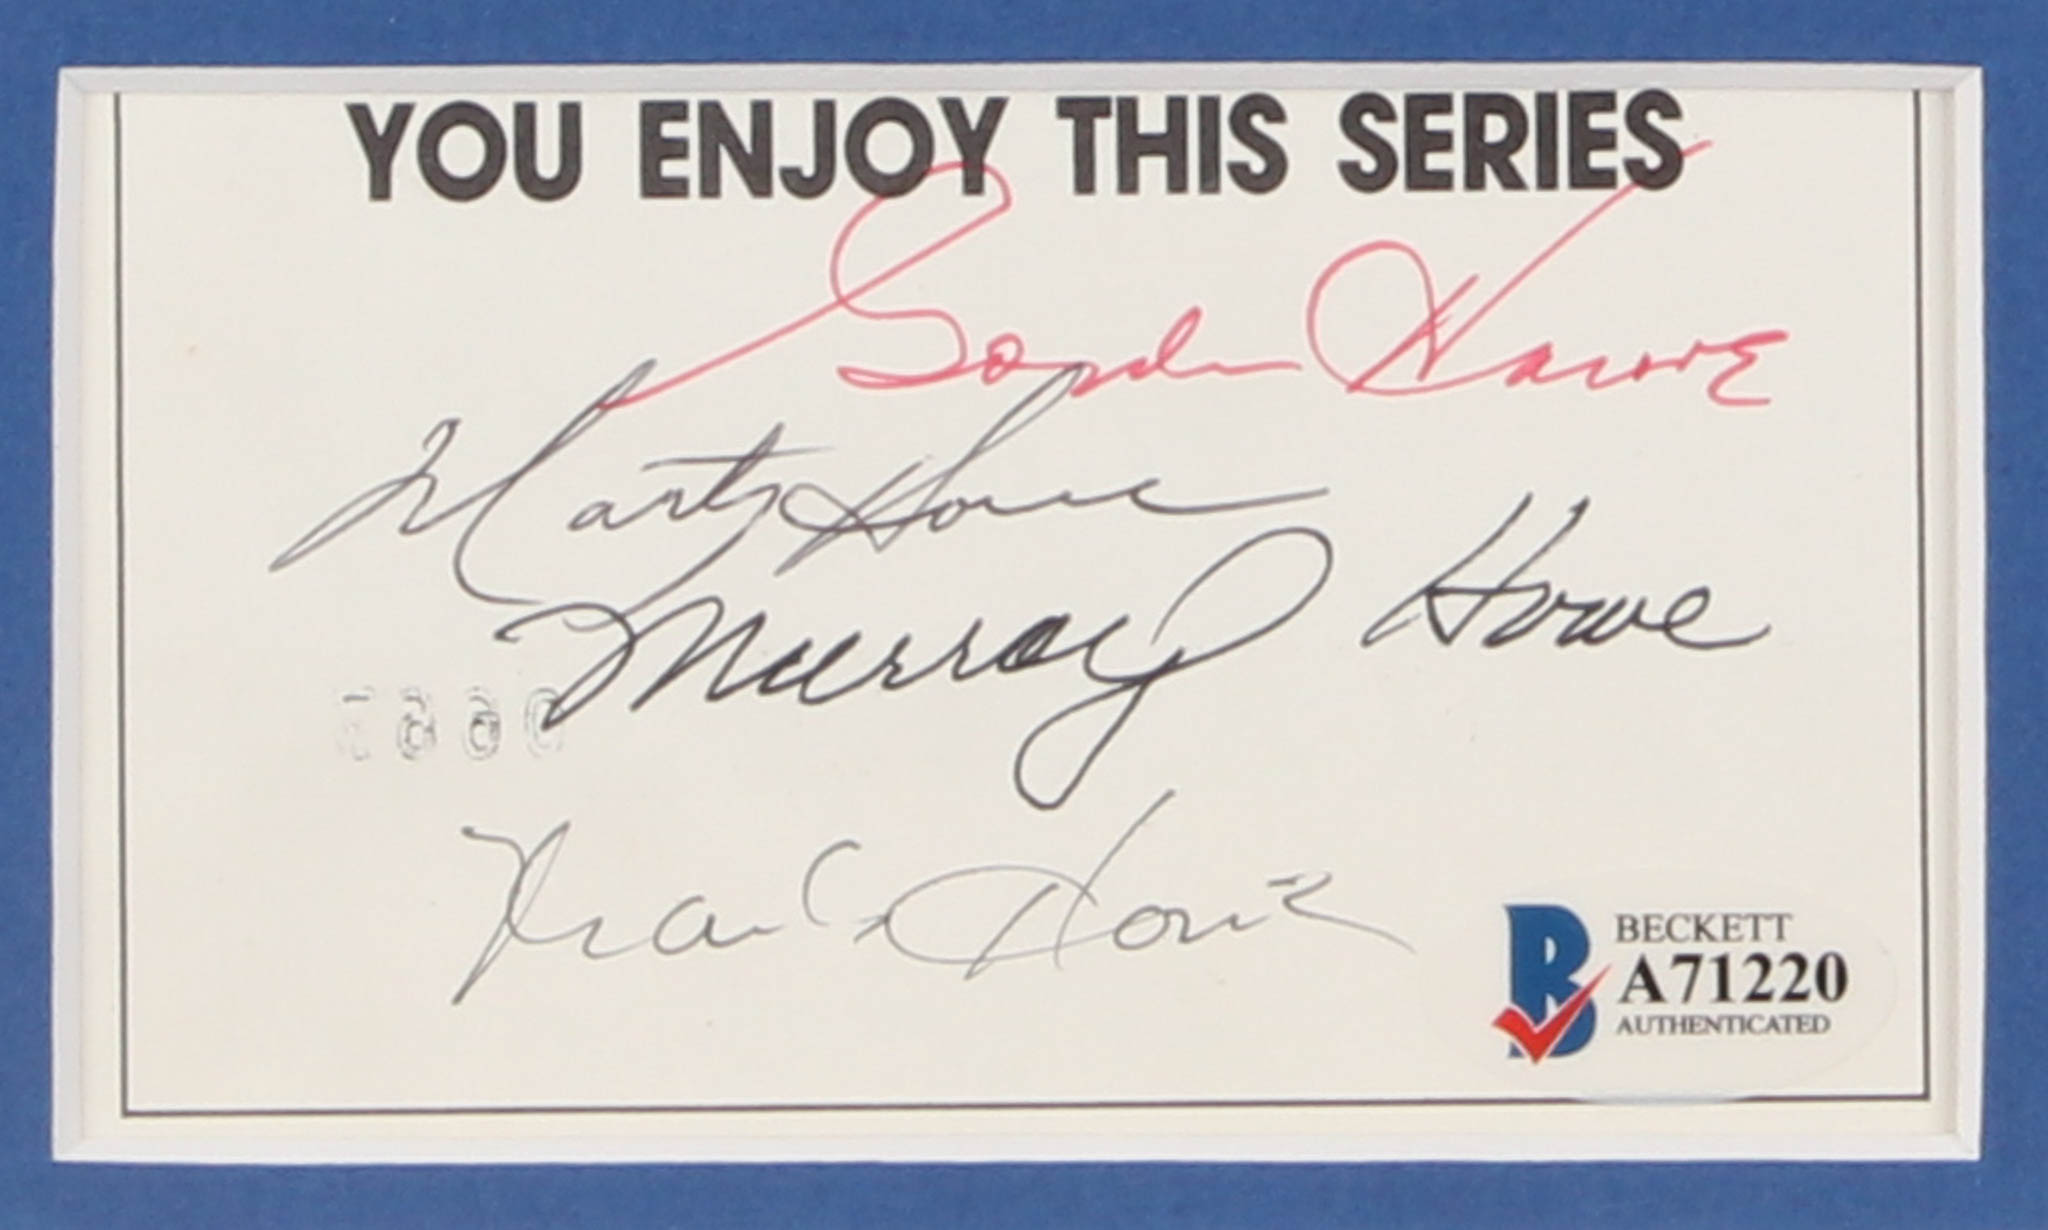 YOU ENJOY THIS SERIES
Gordie Howe
Marty Howe
Murray Howe
Mark Howe
BECKETT
A71220
AUTHENTICATED